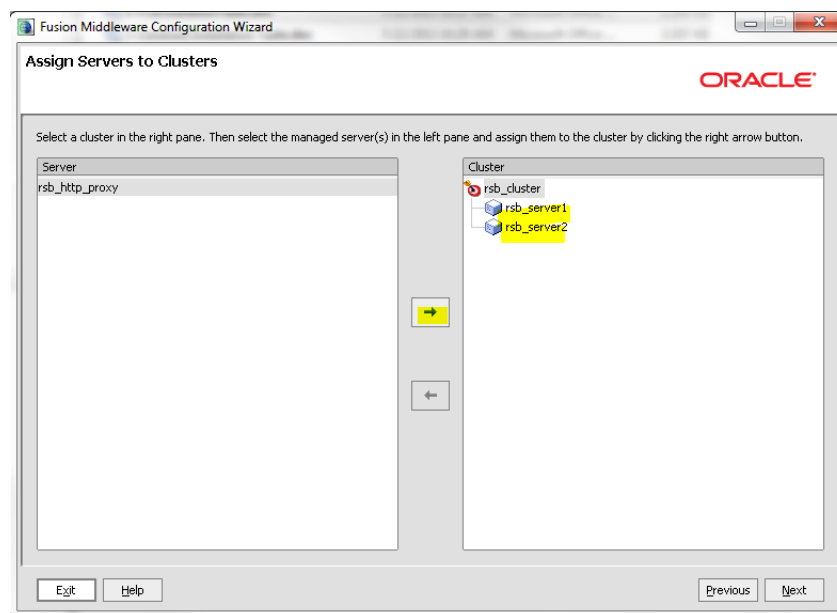 Fusion Middleware Configuration Wizard
Assign Servers to Clusters
ORACLE
Select a cluster in the right pane. Then select the managed server(s) in the left pane and assign them to the cluster by clicking the right arrow button.
Server
rsb_http_proxy
Cluster
rsb_cluster
rsb_server1
rsb_server2
Exit Help Previous Next